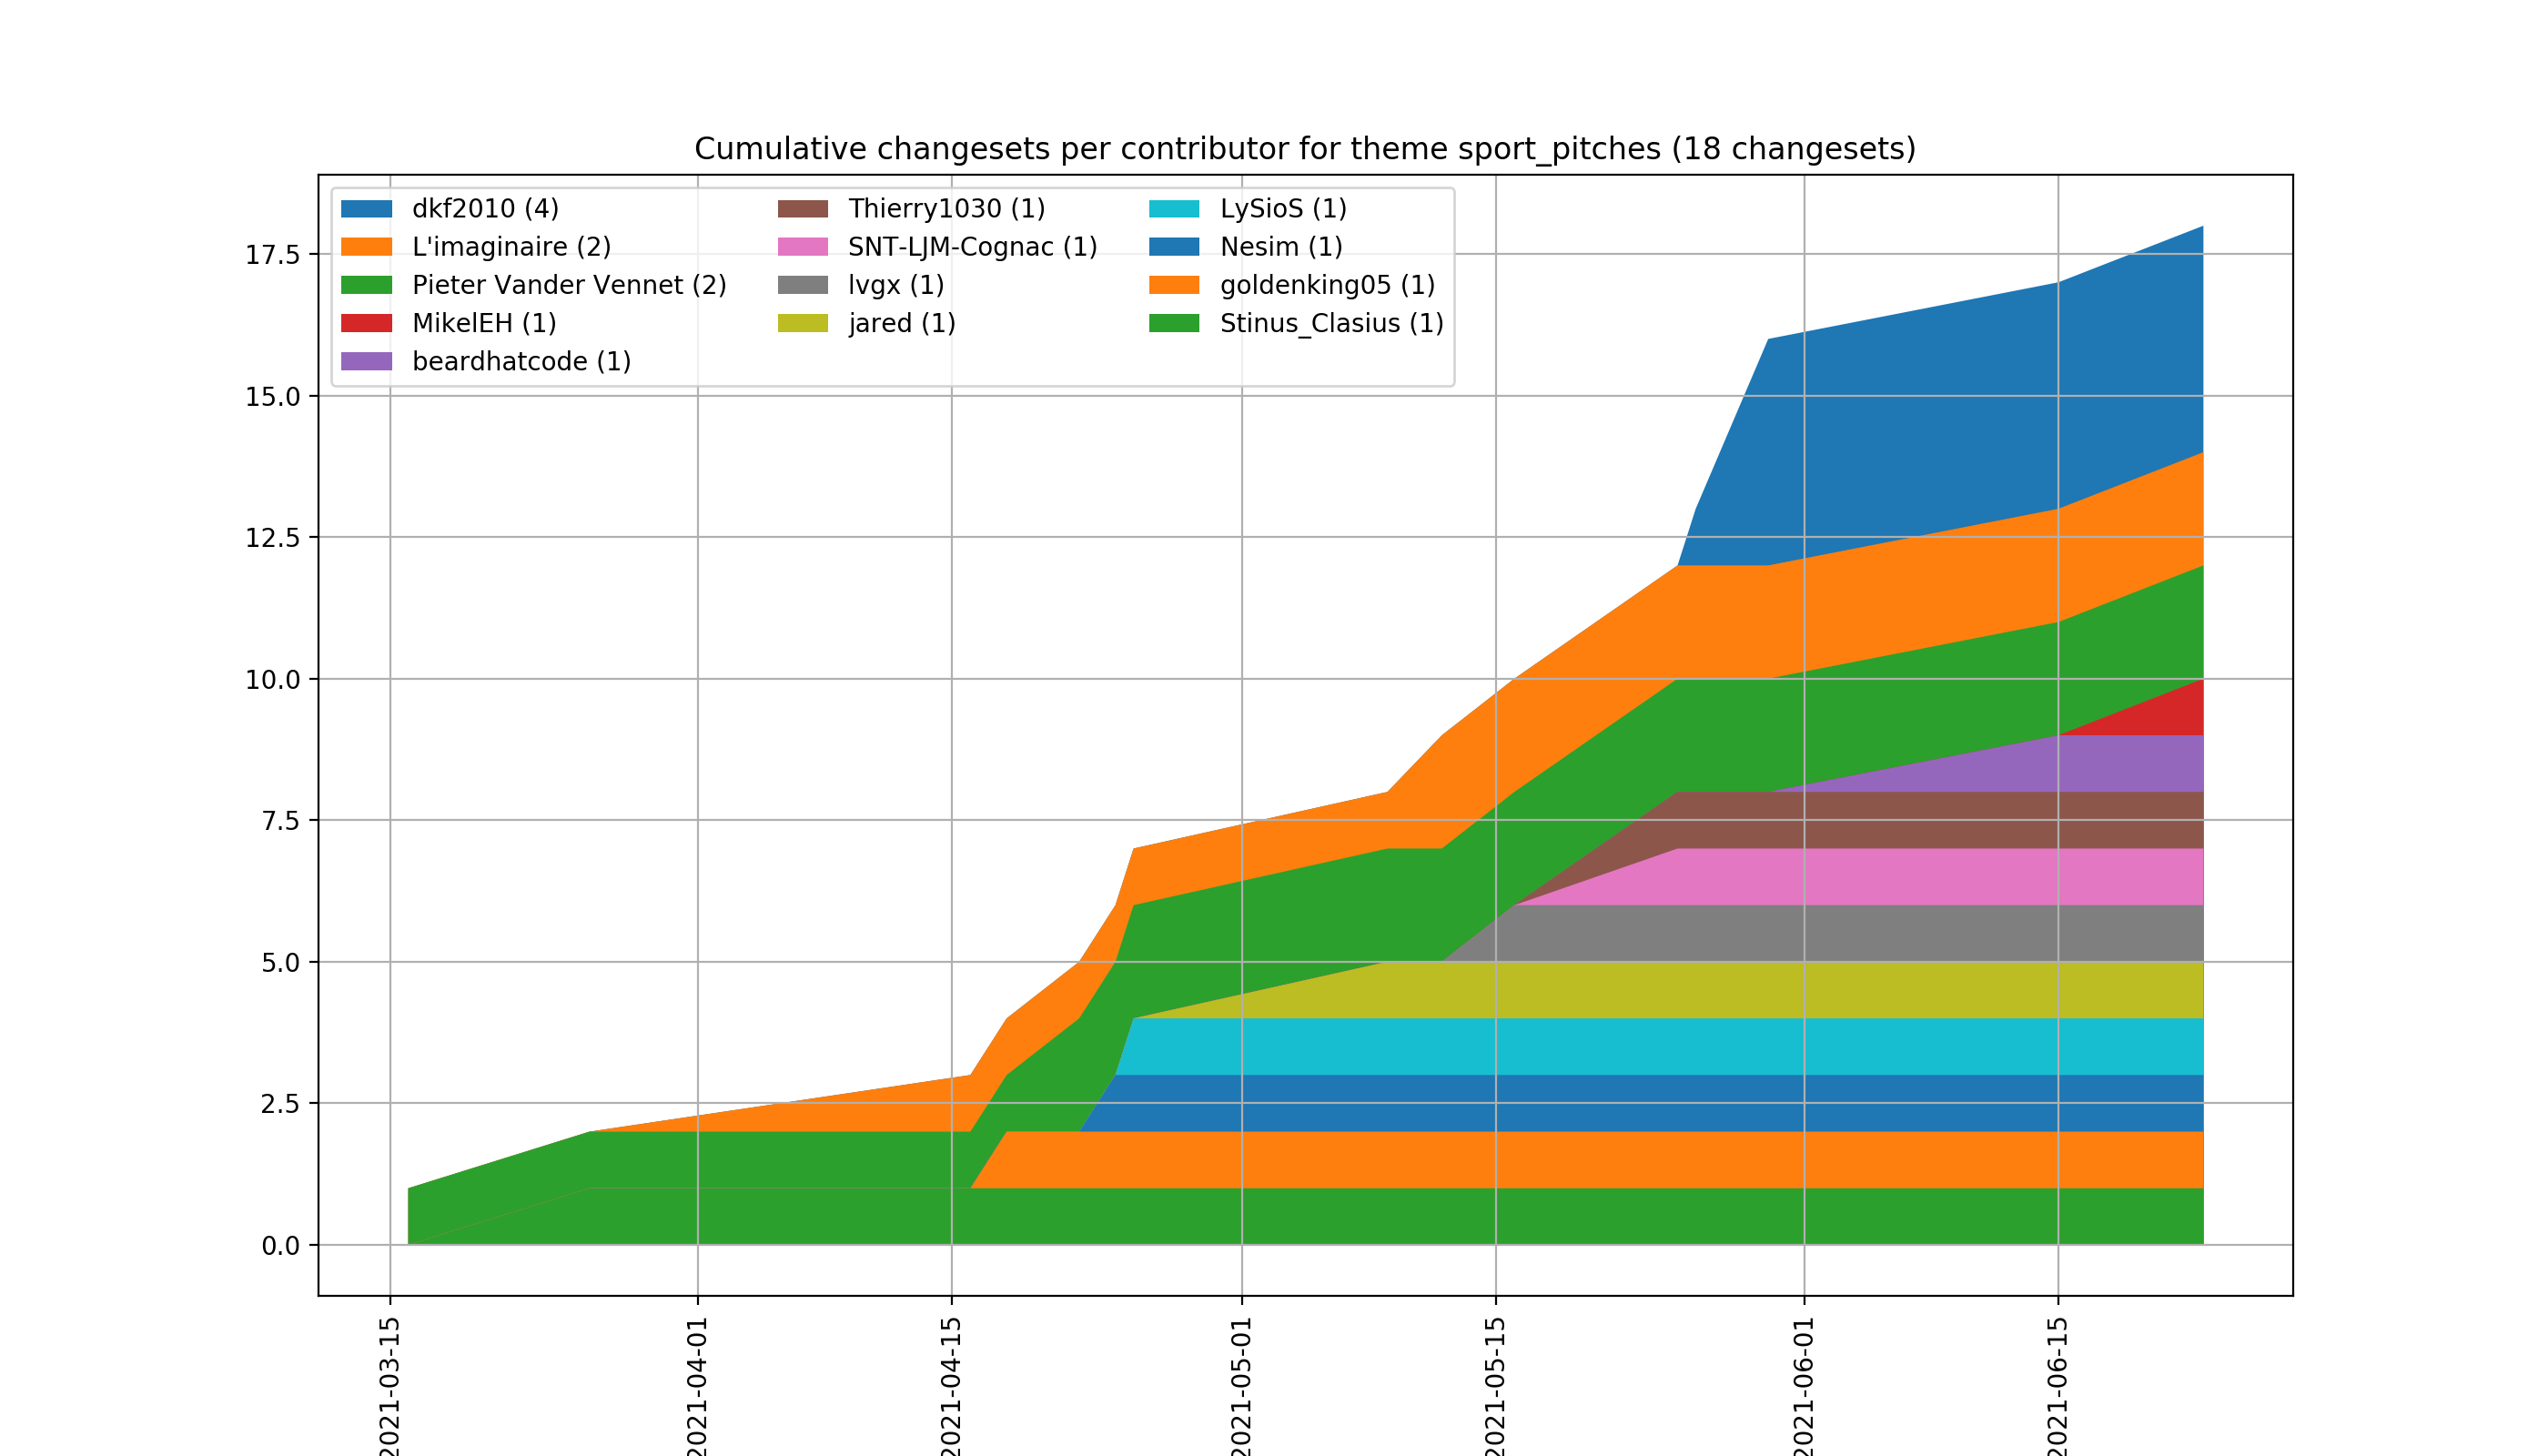 Cumulative changesets per contributor for theme sport_pitches (18 changesets)
dkf2010 (4)
L'imaginaire (2)
Pieter Vander Vennet (2)
MikelEH (1)
beardhatcode (1)
Thierry1030 (1)
SNT-LJM-Cognac (1)
lvgx (1)
jared (1)
LySioS (1)
Nesim (1)
goldenking05 (1)
Stinus_Clasius (1)
17.5
15.0
12.5
10.0
7.5
5.0
2.5
0.0
2021-03-15
2021-04-01
2021-04-15
2021-05-01
2021-05-15
2021-06-01
2021-06-15